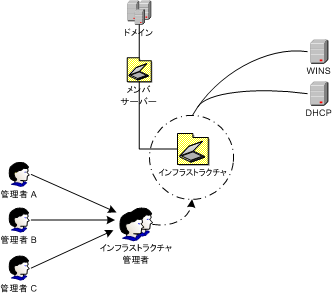 ドメイン
メンバ
サーバー
WINS
DHCP
インフラストラクチャ
管理者 A
管理者 B
管理者 C
インフラストラクチャ
管理者